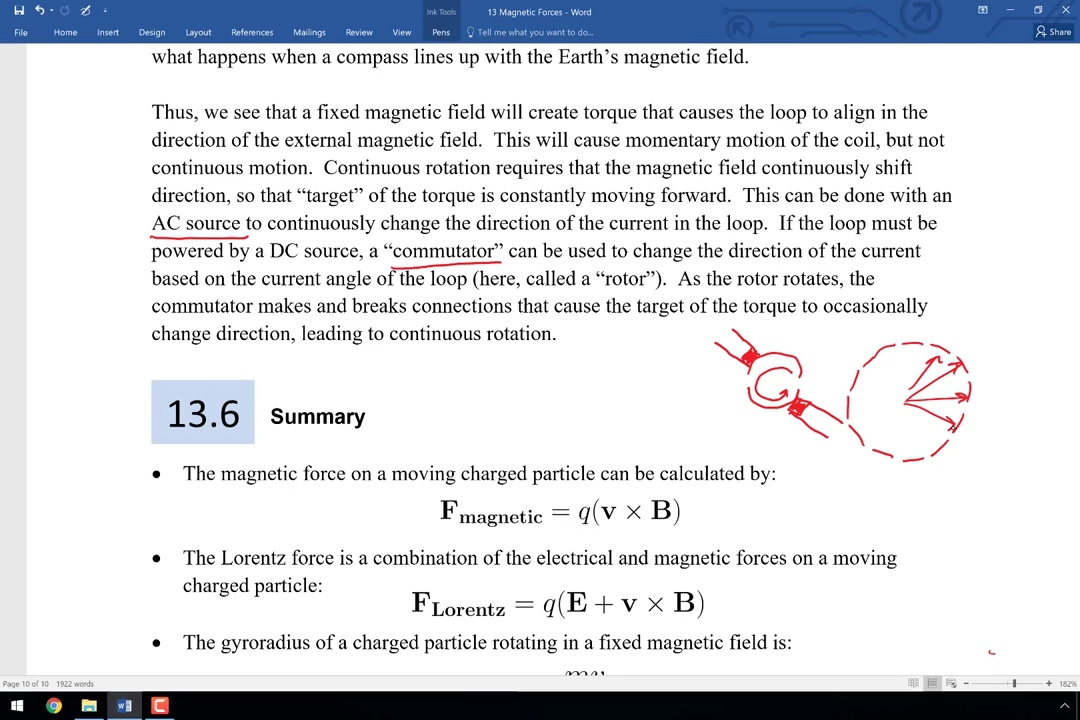 Ink Tools
13 Magnetic Forces - Word
File Home Insert Design Layout References Mailings Review View Pens Tell me what you want to do... Share
what happens when a compass lines up with the Earth’s magnetic field.
Thus, we see that a fixed magnetic field will create torque that causes the loop to align in the
direction of the external magnetic field. This will cause momentary motion of the coil, but not
continuous motion. Continuous rotation requires that the magnetic field continuously shift
direction, so that “target” of the torque is constantly moving forward. This can be done with an
AC source to continuously change the direction of the current in the loop. If the loop must be
powered by a DC source, a “commutator” can be used to change the direction of the current
based on the current angle of the loop (here, called a “rotor”). As the rotor rotates, the
commutator makes and breaks connections that cause the target of the torque to occasionally
change direction, leading to continuous rotation.
13.6 Summary
• The magnetic force on a moving charged particle can be calculated by:
F_magnetic = q(v × B)
• The Lorentz force is a combination of the electrical and magnetic forces on a moving
charged particle:
F_Lorentz = q(E + v × B)
• The gyroradius of a charged particle rotating in a fixed magnetic field is:
Page 10 of 10 1922 words 182%